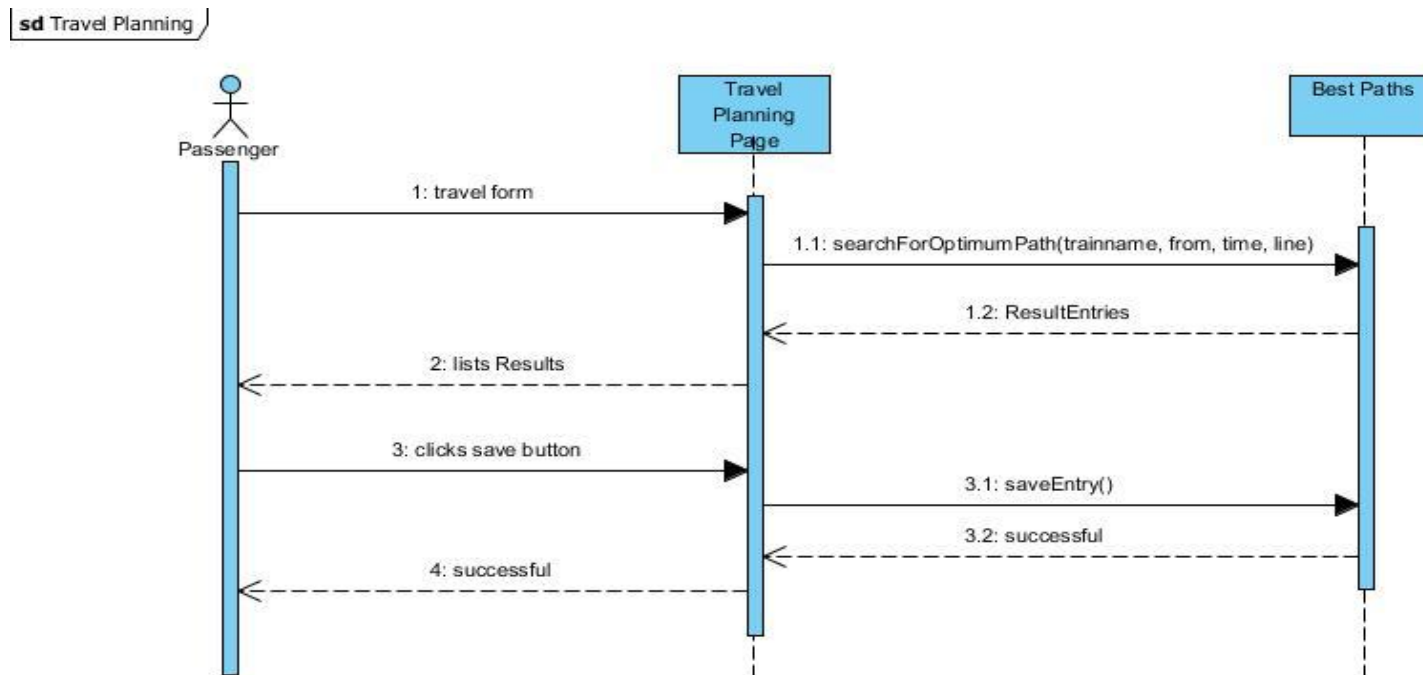 sd Travel Planning
Passenger
Travel
Planning
Page
Best Paths
1: travel form
1.1: searchForOptimumPath(trainname, from, time, line)
1.2: ResultEntries
2: lists Results
3: clicks save button
3.1: saveEntry()
3.2: successful
4: successful